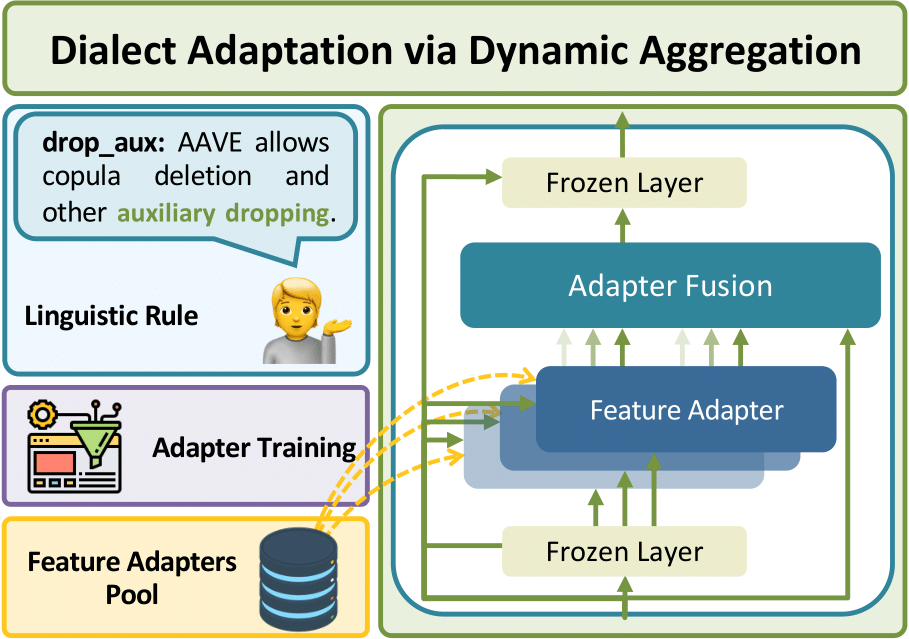 Dialect Adaptation via Dynamic Aggregation
drop_aux: AAVE allows
copula deletion and
other auxiliary dropping.
Linguistic Rule
Adapter Training
Feature Adapters
Pool
Frozen Layer
Adapter Fusion
Feature Adapter
Frozen Layer